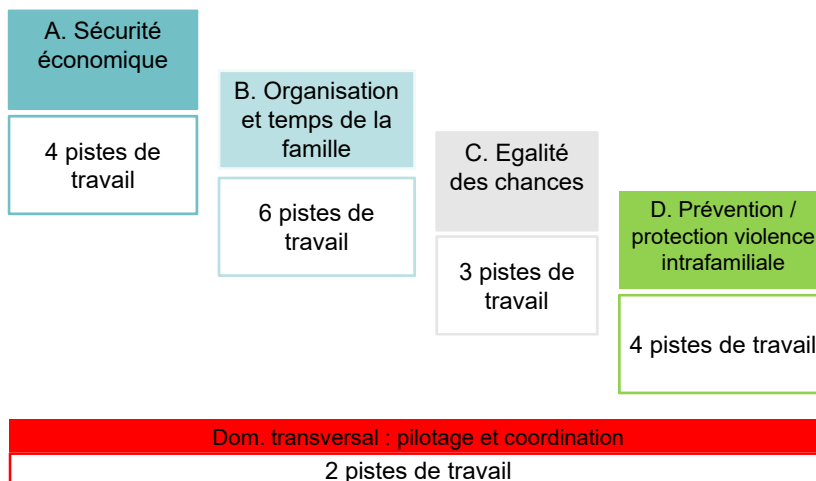 A. Sécurité
économique
4 pistes de
travail
B. Organisation
et temps de la
famille
6 pistes de
travail
C. Egalité
des chances
3 pistes de
travail
D. Prévention /
protection violence
intrafamiliale
4 pistes de travail
Dom. transversal : pilotage et coordination
2 pistes de travail